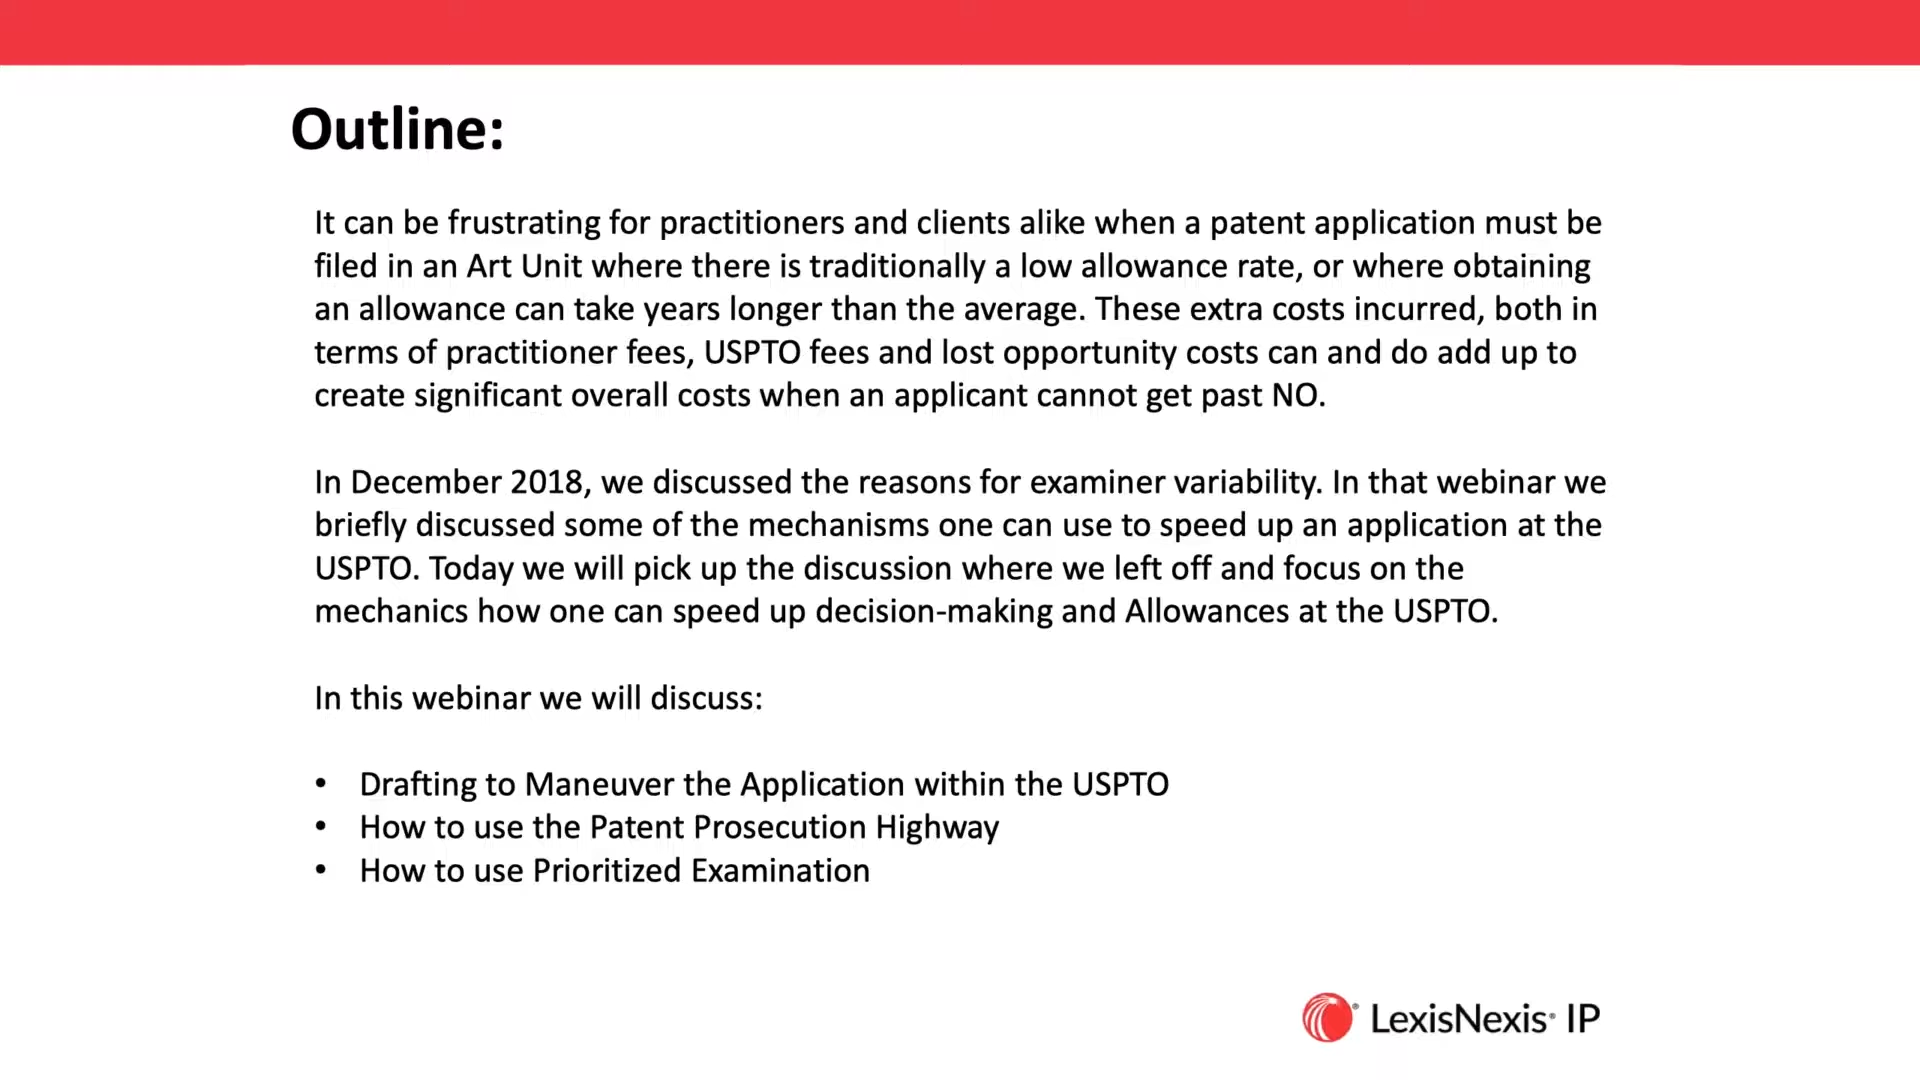 Outline:
It can be frustrating for practitioners and clients alike when a patent application must be
filed in an Art Unit where there is traditionally a low allowance rate, or where obtaining
an allowance can take years longer than the average. These extra costs incurred, both in
terms of practitioner fees, USPTO fees and lost opportunity costs can and do add up to
create significant overall costs when an applicant cannot get past NO.
In December 2018, we discussed the reasons for examiner variability. In that webinar we
briefly discussed some of the mechanisms one can use to speed up an application at the
USPTO. Today we will pick up the discussion where we left off and focus on the
mechanics how one can speed up decision-making and Allowances at the USPTO.
In this webinar we will discuss:
• Drafting to Maneuver the Application within the USPTO
• How to use the Patent Prosecution Highway
• How to use Prioritized Examination
® LexisNexis® IP